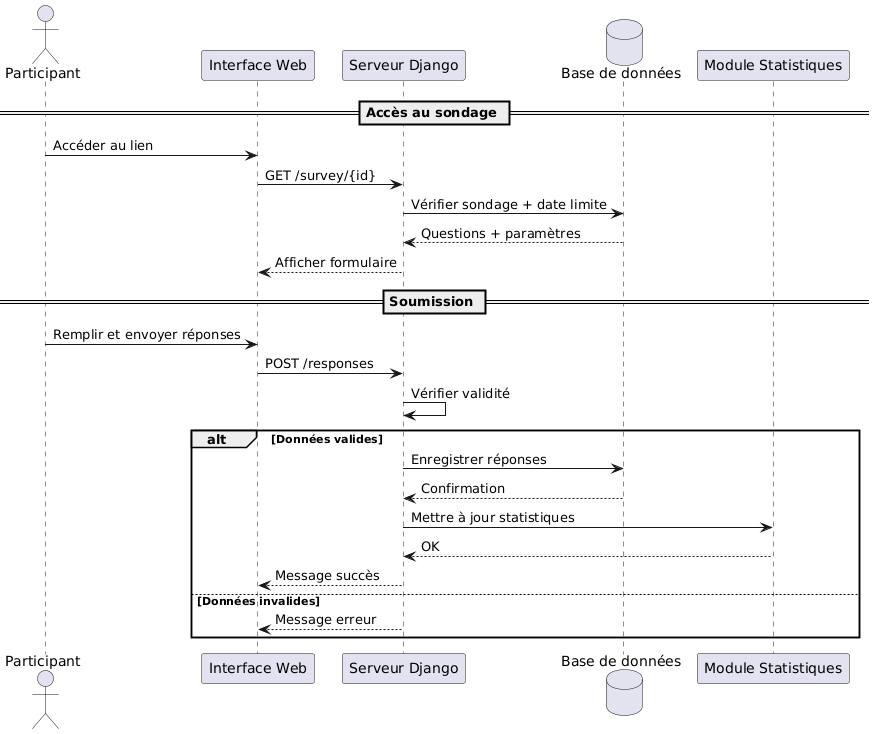 Participant
Interface Web
Serveur Django
Base de données
Module Statistiques
Accès au sondage
Accéder au lien
GET /survey/{id}
Vérifier sondage + date limite
Questions + paramètres
Afficher formulaire
Soumission
Remplir et envoyer réponses
POST /responses
Vérifier validité
alt [Données valides]
Enregistrer réponses
Confirmation
Mettre à jour statistiques
OK
Message succès
[Données invalides]
Message erreur
Participant
Interface Web
Serveur Django
Base de données
Module Statistiques